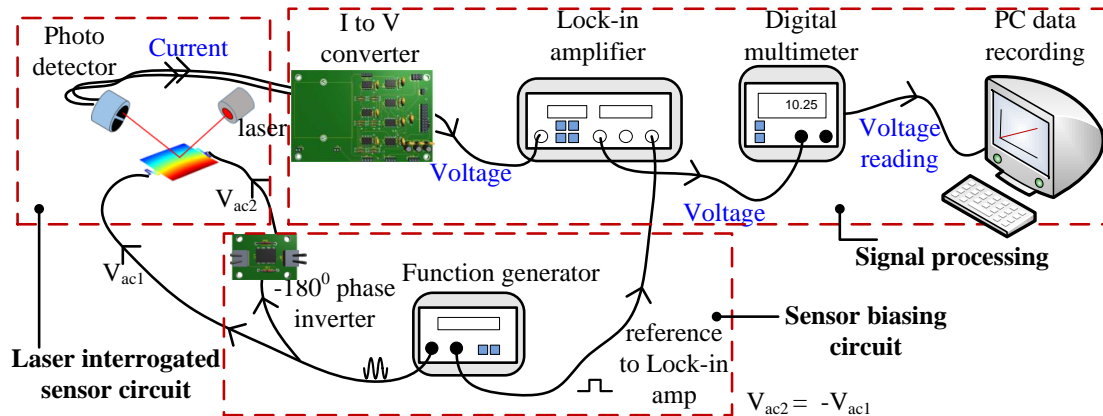 Photo
detector
Current
laser
I to V
converter
Lock-in
amplifier
Digital
multimeter
PC data
recording
10.25
Voltage
Voltage
Voltage
reading
Signal processing
Vac2
Vac1
-180⁰ phase
inverter
Function generator
reference
to Lock-in
amp
Sensor biasing
circuit
Laser interrogated
sensor circuit
Vac2 = -Vac1